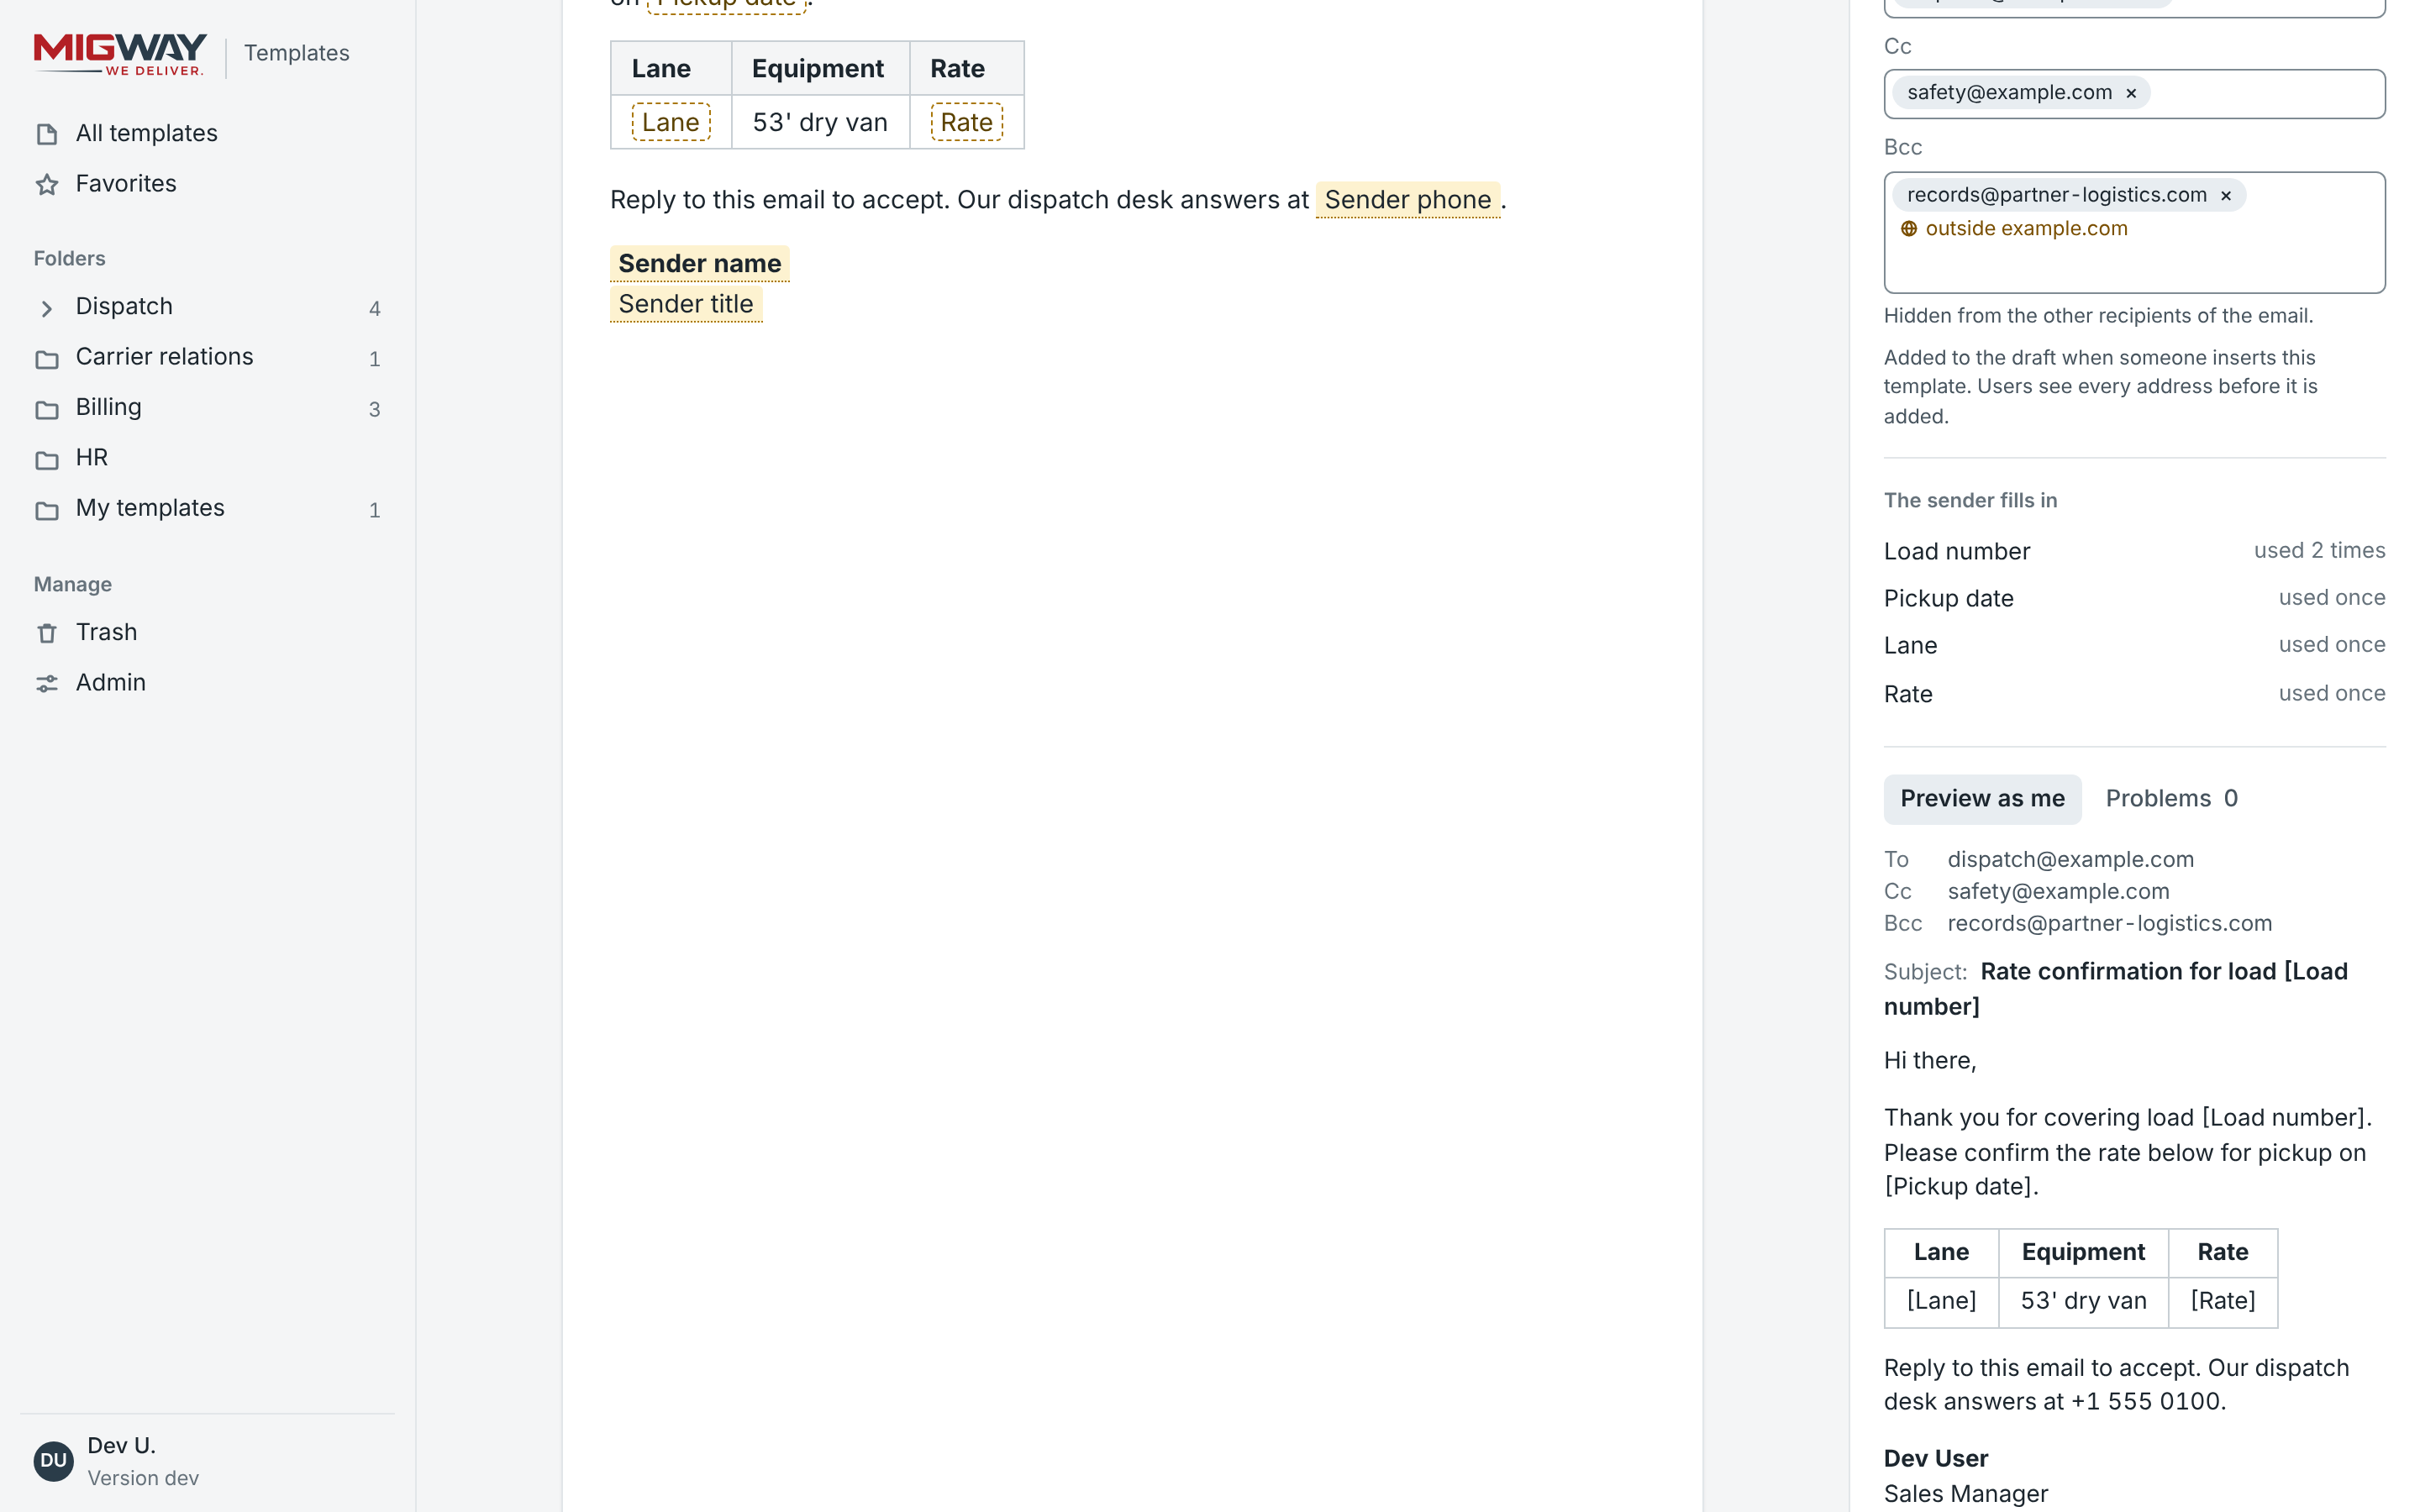 MIGWAY
WE DELIVER.
Templates
All templates
Favorites
Folders
Dispatch 4
Carrier relations 1
Billing 3
HR
My templates 1
Manage
Trash
Admin
DU
Dev U.
Version dev
on Pickup date.
Lane Equipment Rate
Lane 53' dry van Rate
Reply to this email to accept. Our dispatch desk answers at Sender phone.
Sender name
Sender title
Cc
safety@example.com ×
Bcc
records@partner-logistics.com ×
outside example.com
Hidden from the other recipients of the email.
Added to the draft when someone inserts this
template. Users see every address before it is
added.
The sender fills in
Load number used 2 times
Pickup date used once
Lane used once
Rate used once
Preview as me Problems 0
To dispatch@example.com
Cc safety@example.com
Bcc records@partner-logistics.com
Subject: Rate confirmation for load [Load
number]
Hi there,
Thank you for covering load [Load number].
Please confirm the rate below for pickup on
[Pickup date].
Lane Equipment Rate
[Lane] 53' dry van [Rate]
Reply to this email to accept. Our dispatch
desk answers at +1 555 0100.
Dev User
Sales Manager